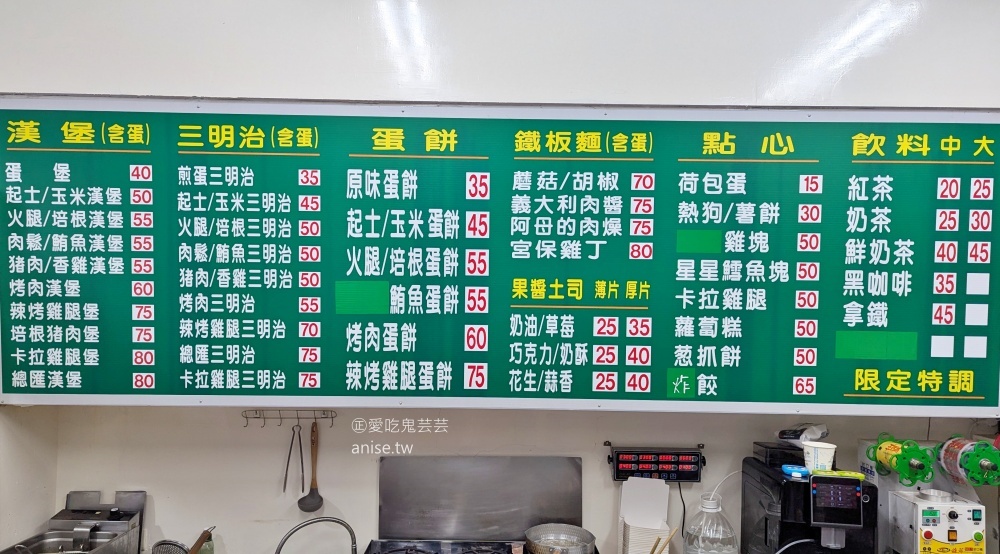 漢堡(含蛋)
蛋 堡 40
起士/玉米漢堡 50
火腿/培根漢堡 55
肉鬆/鮪魚漢堡 55
猪肉/香雞漢堡 55
烤肉漢堡 60
辣烤雞腿堡 75
培根猪肉堡 75
卡拉雞腿堡 80
總匯漢堡 80
三明治(含蛋)
煎蛋三明治 35
起士/玉米三明治 45
火腿/培根三明治 50
肉鬆/鮪魚三明治 50
猪肉/香雞三明治 50
烤肉三明治 55
辣烤雞腿三明治 70
總匯三明治 75
卡拉雞腿三明治 75
蛋餅
原味蛋餅 35
起士/玉米蛋餅 45
火腿/培根蛋餅 55
鮪魚蛋餅 55
烤肉蛋餅 60
辣烤雞腿蛋餅 75
鐵板麵(含蛋)
蘑菇/胡椒 70
義大利肉醬 75
阿母的肉燥 75
宮保雞丁 80
果醬土司 薄片 厚片
奶油/草莓 25 35
巧克力/奶酥 25 40
花生/蒜香 25 40
點心
荷包蛋 15
熱狗/薯餅 30
雞塊 50
星星鱈魚塊 50
卡拉雞腿 50
蘿蔔糕 50
葱抓餅 50
炸餃 65
飲料 中 大
紅茶 20 25
奶茶 25 30
鮮奶茶 40 45
黑咖啡 35
拿鐵 45
限定特調
正愛吃鬼芸芸
anise.tw